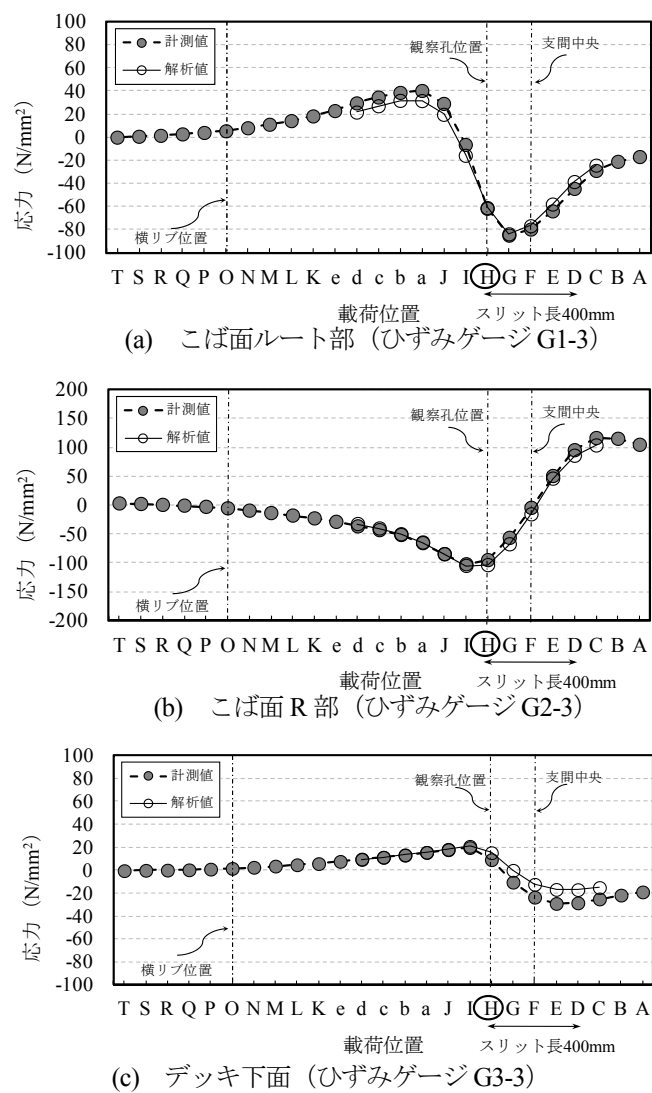 100
80
60
40
20
0
-20
-40
-60
-80
-100
応力（N/mm²）
計測値
解析値
観察孔位置
支間中央
横リブ位置
T S R Q P O N M L K e d c b a J I H G F E D C B A
載荷位置
スリット長400mm
(a) こば面ルート部（ひずみゲージ G1-3）
200
150
100
50
0
-50
-100
-150
-200
応力（N/mm²）
計測値
解析値
観察孔位置
支間中央
横リブ位置
T S R Q P O N M L K e d c b a J I H G F E D C B A
載荷位置
スリット長400mm
(b) こば面 R 部（ひずみゲージ G2-3）
100
80
60
40
20
0
-20
-40
-60
-80
-100
応力（N/mm²）
計測値
解析値
観察孔位置
支間中央
横リブ位置
T S R Q P O N M L K e d c b a J I H G F E D C B A
載荷位置
スリット長400mm
(c) デッキ下面（ひずみゲージ G3-3）